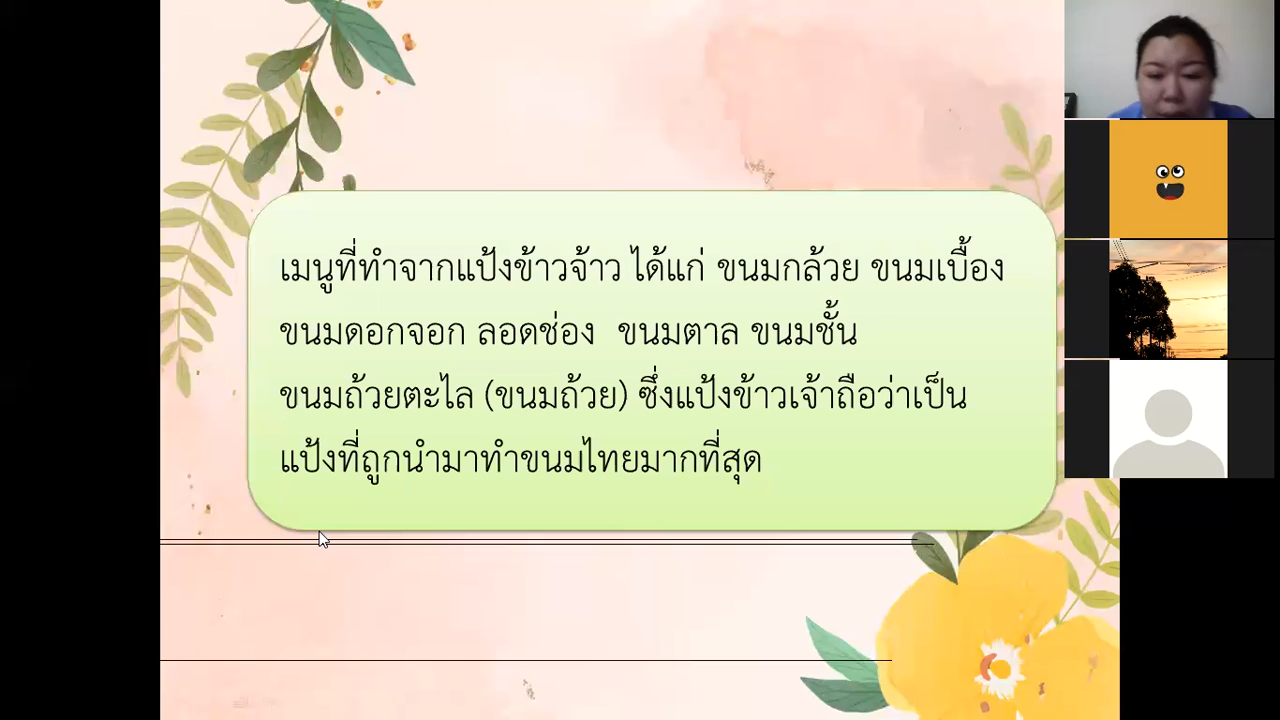 เมนูที่ทำจากแป้งข้าวจ้าว ได้แก่ ขนมกล้วย ขนมเบื้อง
ขนมดอกจอก ลอดช่อง ขนมตาล ขนมชั้น
ขนมถ้วยตะไล (ขนมถ้วย) ซึ่งแป้งข้าวเจ้าถือว่าเป็น
แป้งที่ถูกนำมาทำขนมไทยมากที่สุด